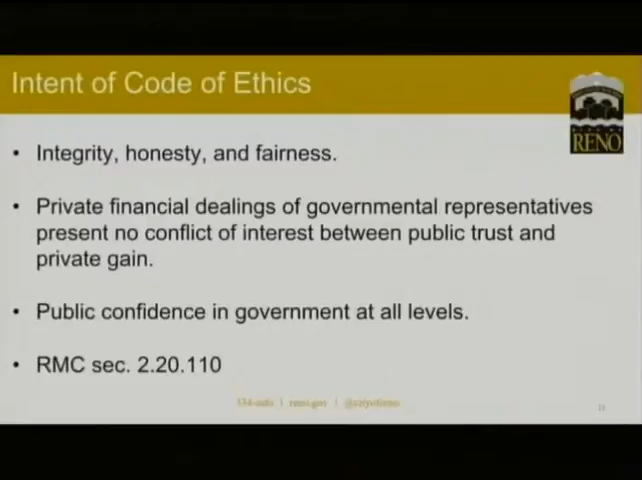 Intent of Code of Ethics
RENO
• Integrity, honesty, and fairness.
• Private financial dealings of governmental representatives
present no conflict of interest between public trust and
private gain.
• Public confidence in government at all levels.
• RMC sec. 2.20.110
reno.gov